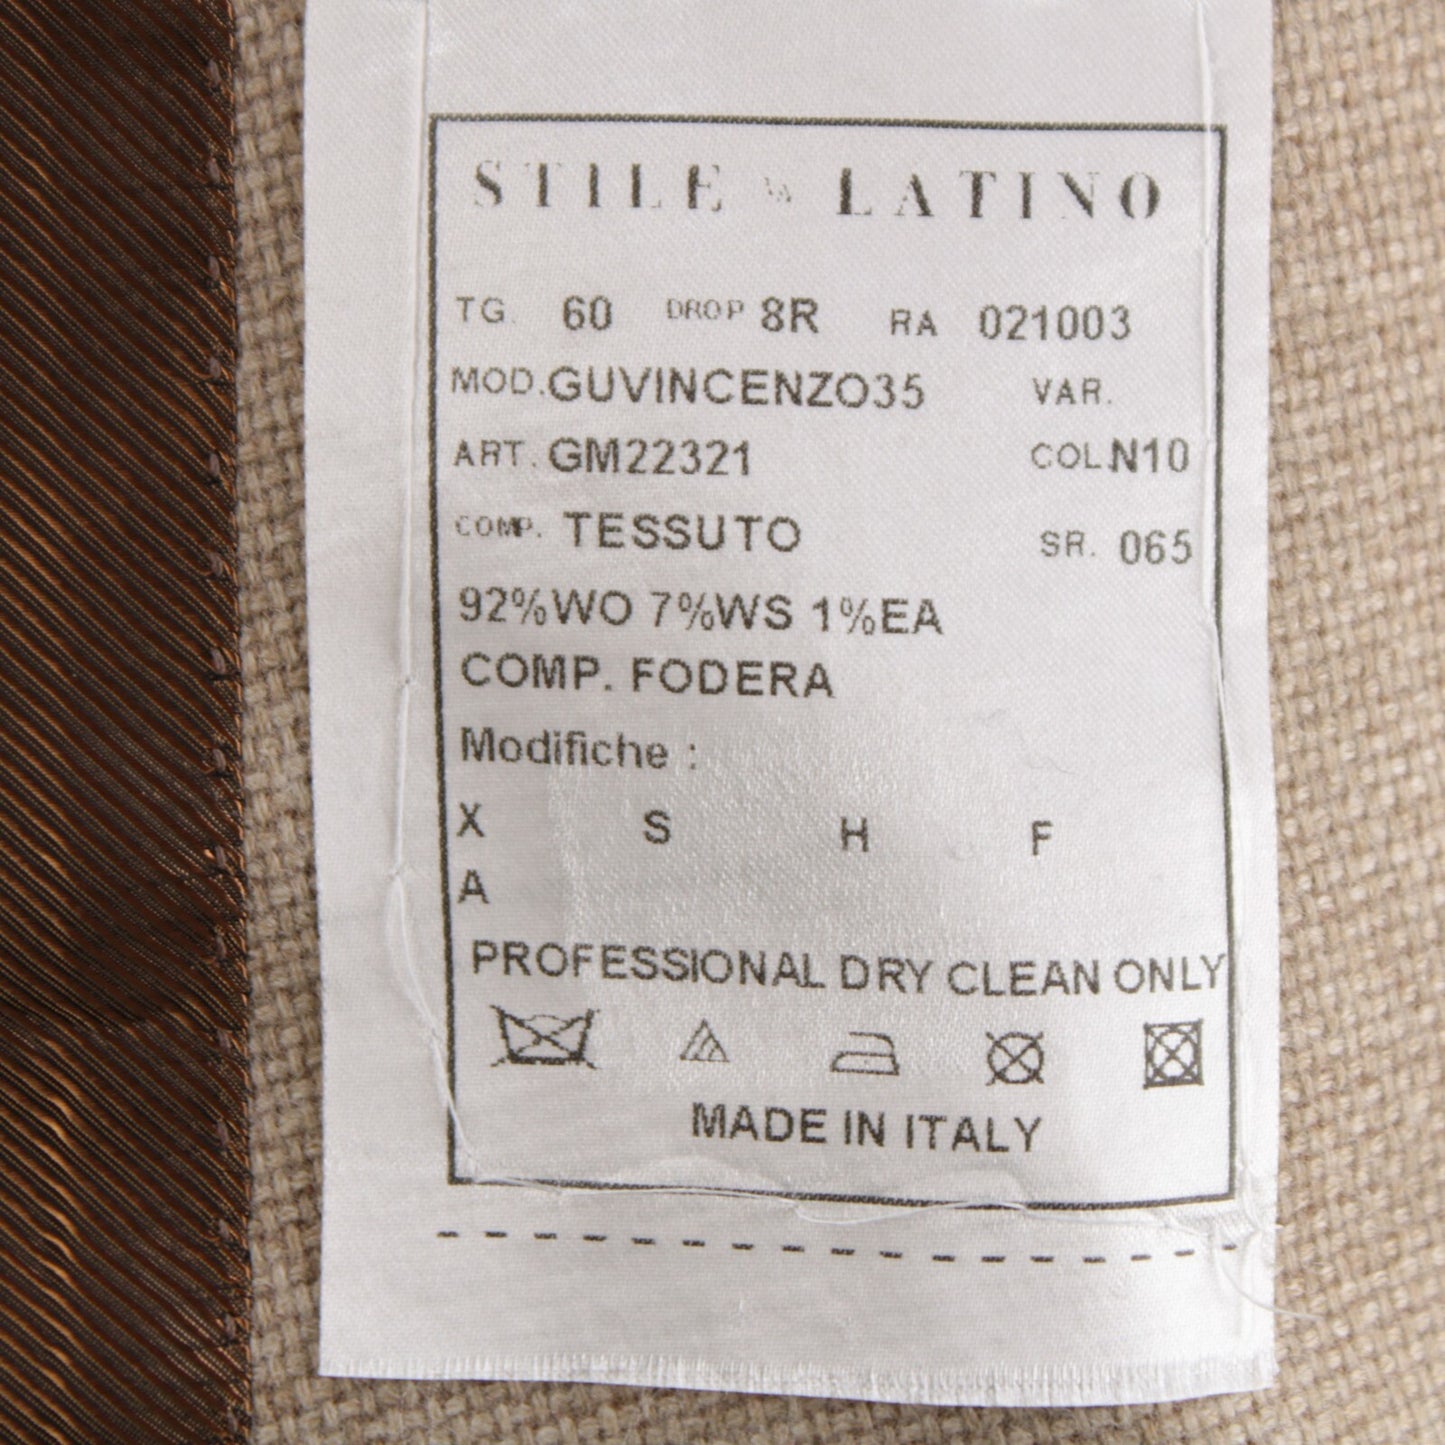 STILE LATINO
TG. 60 DROP 8R RA 021003
MOD.GUVINCENZO35 VAR.
ART. GM22321 COL.N10
COMP. TESSUTO SR. 065
92%WO 7%WS 1%EA
COMP. FODERA
Modifiche :
X S H F
A
PROFESSIONAL DRY CLEAN ONLY
MADE IN ITALY